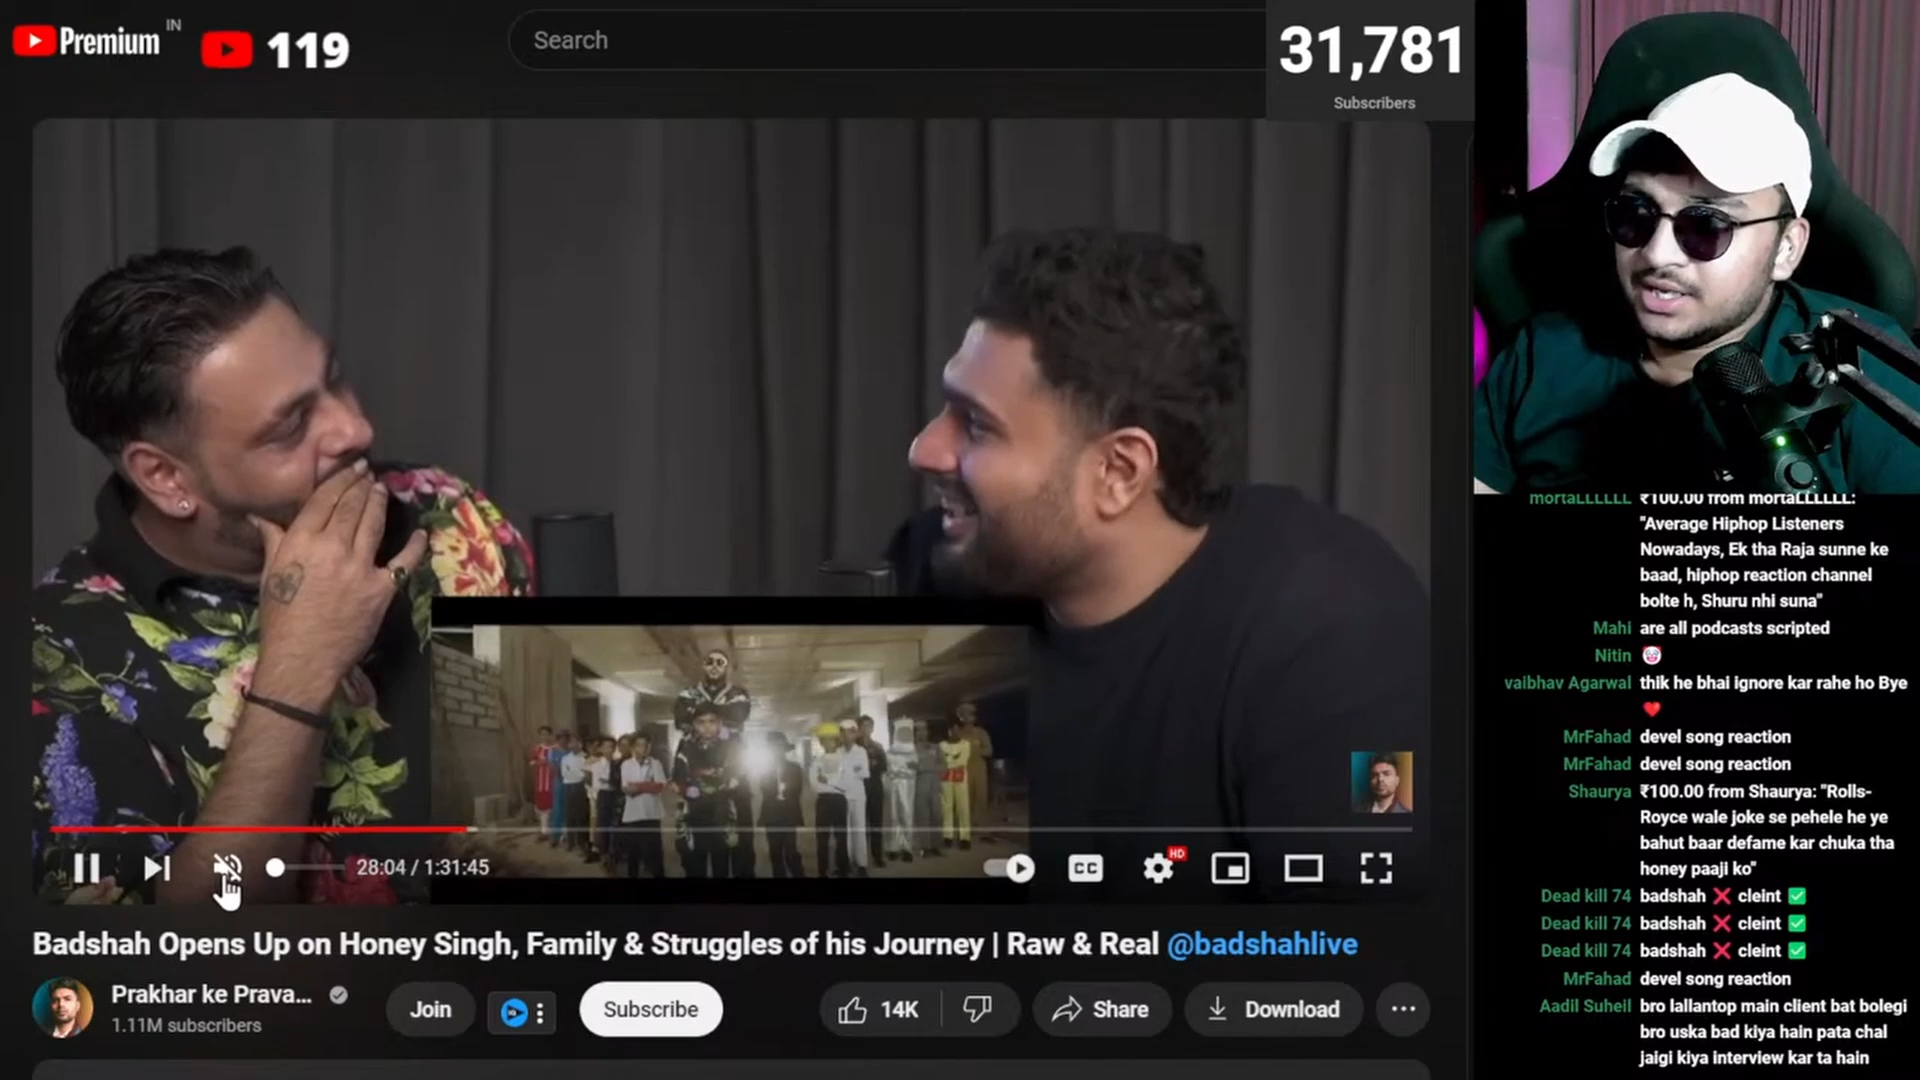 Premium IN
119
Search
31,781
Subscribers
28:04 / 1:31:45
CC
HD
Badshah Opens Up on Honey Singh, Family & Struggles of his Journey | Raw & Real @badshahlive
Prakhar ke Prava...
1.11M subscribers
Join
Subscribe
14K
Share
Download
mortaLLLLLL ₹100.00 from mortaLLLLLL:
"Average Hiphop Listeners
Nowadays, Ek tha Raja sunne ke
baad, hiphop reaction channel
bolte h, Shuru nhi suna"
Mahi are all podcasts scripted
Nitin 🤡
vaibhav Agarwal thik he bhai ignore kar rahe ho Bye
❤️
MrFahad devel song reaction
MrFahad devel song reaction
Shaurya ₹100.00 from Shaurya: "Rolls-
Royce wale joke se pehele he ye
bahut baar defame kar chuka tha
honey paaji ko"
Dead kill 74 badshah ❌ cleint ✅
Dead kill 74 badshah ❌ cleint ✅
Dead kill 74 badshah ❌ cleint ✅
MrFahad devel song reaction
Aadil Suheil bro lallantop main client bat bolegi
bro uska bad kiya hain pata chal
jaigi kiya interview kar ta hain